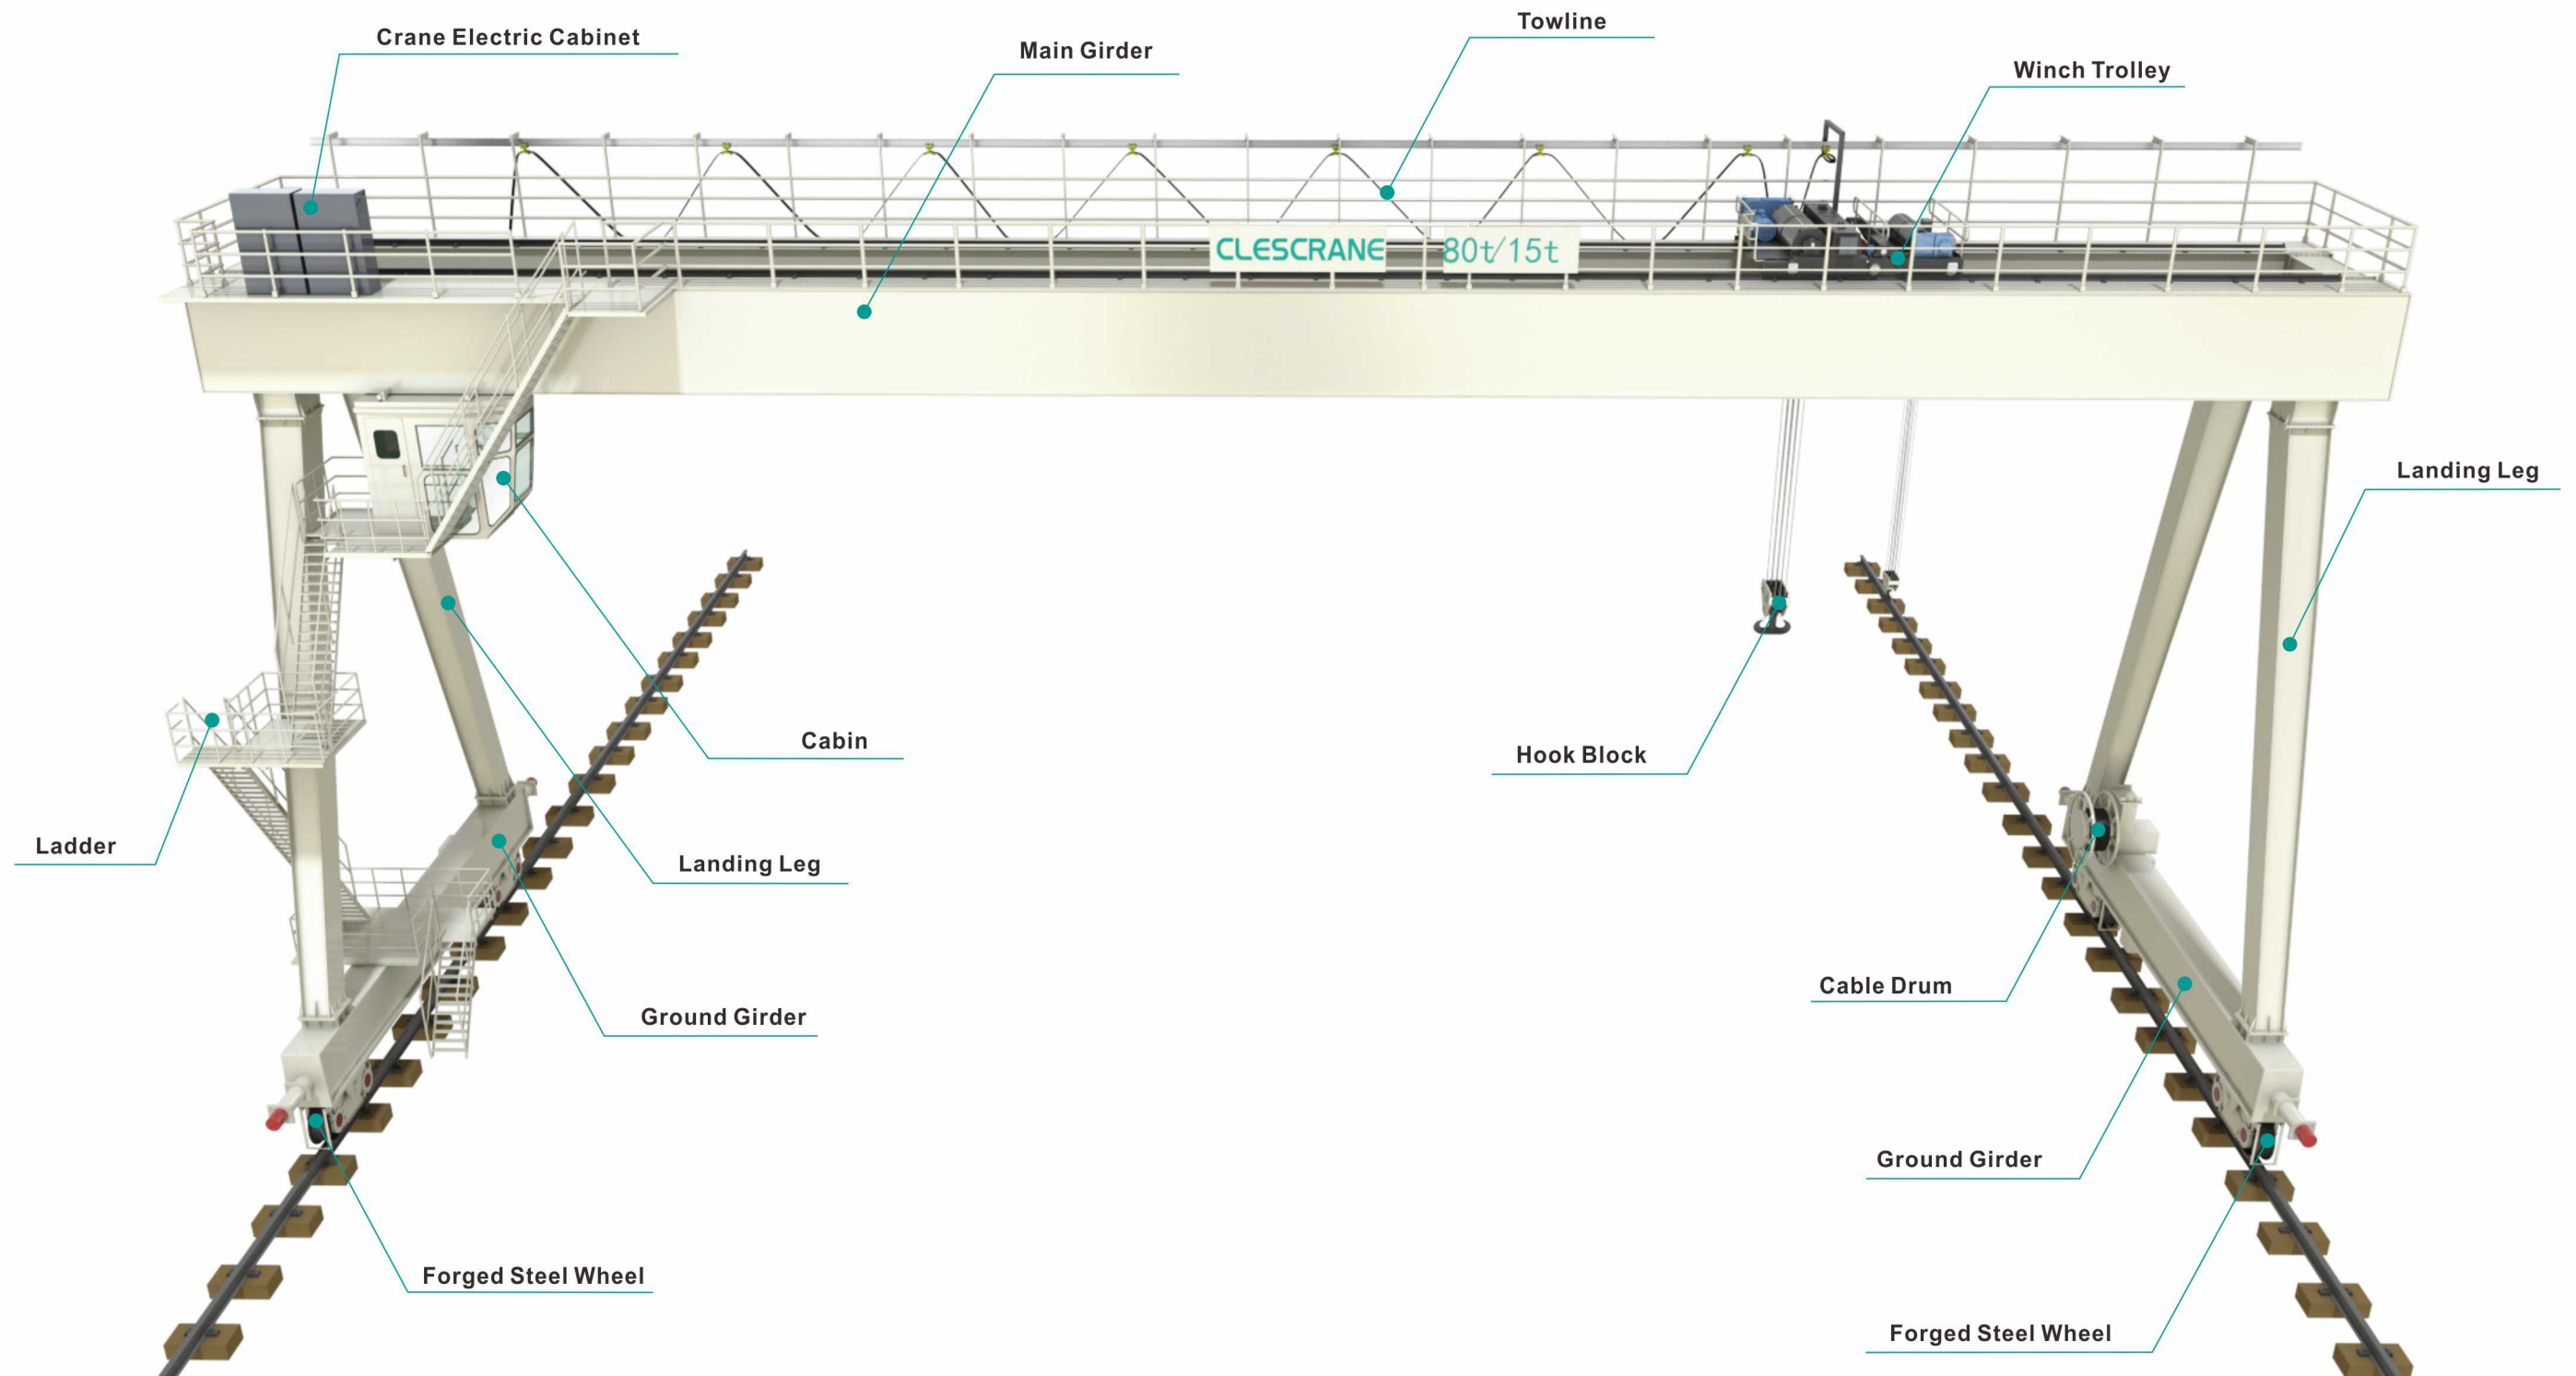 Towline
Crane Electric Cabinet
Main Girder
Winch Trolley
CLESCRANE
80t/15t
Landing Leg
Cabin
Hook Block
Ladder
Landing Leg
Cable Drum
Ground Girder
Ground Girder
Forged Steel Wheel
Forged Steel Wheel